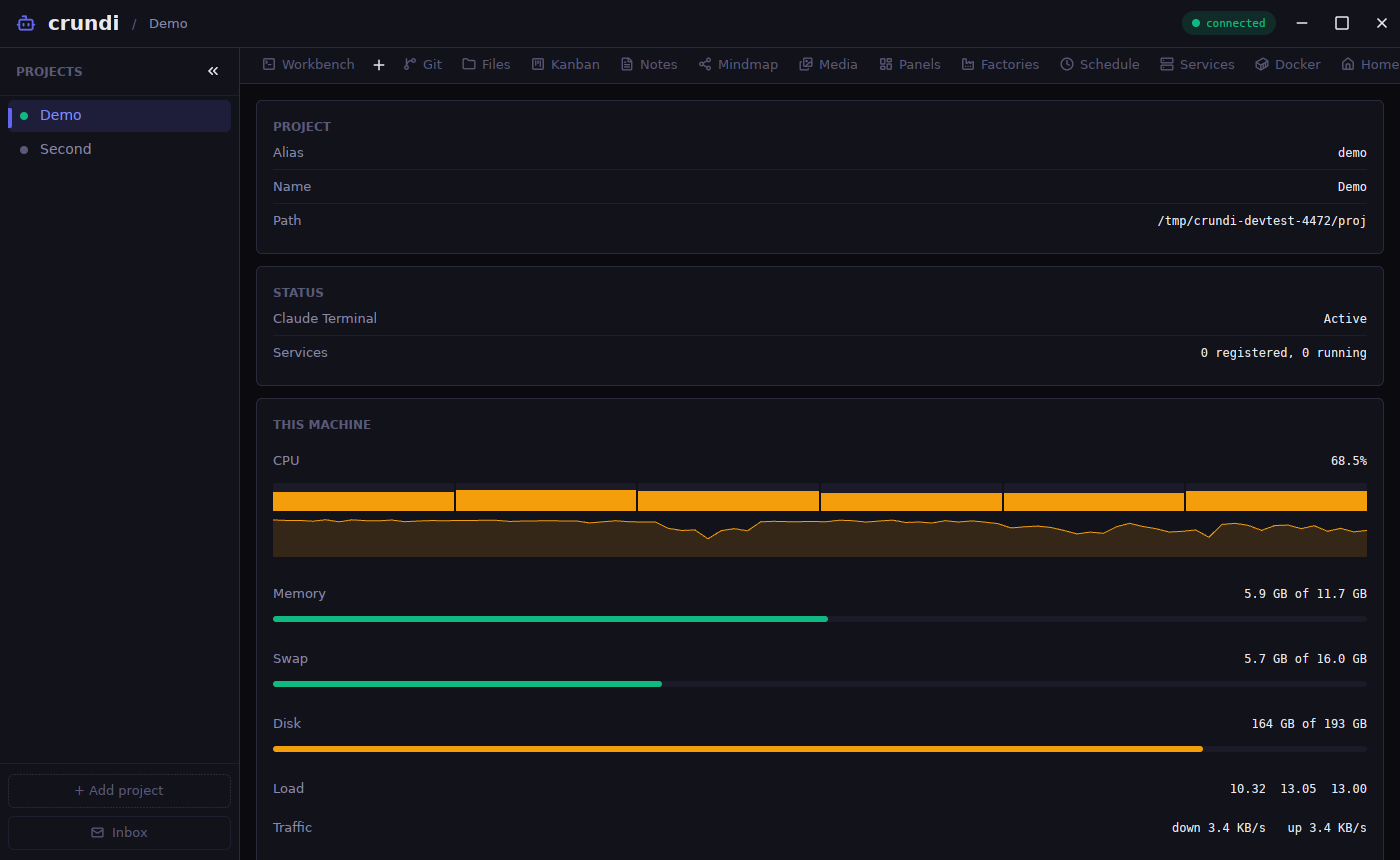 crundi / Demo
connected
PROJECTS
Workbench
Git
Files
Kanban
Notes
Mindmap
Media
Panels
Factories
Schedule
Services
Docker
Home
Demo
Second
PROJECT
Alias demo
Name Demo
Path /tmp/crundi-devtest-4472/proj
STATUS
Claude Terminal Active
Services 0 registered, 0 running
THIS MACHINE
CPU 68.5%
Memory 5.9 GB of 11.7 GB
Swap 5.7 GB of 16.0 GB
Disk 164 GB of 193 GB
Load 10.32 13.05 13.00
Traffic down 3.4 KB/s up 3.4 KB/s
+ Add project
Inbox